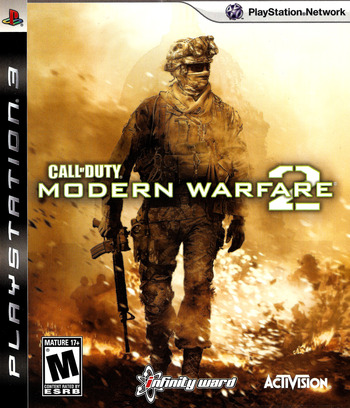 PlayStation®Network
PLAYSTATION 3
CALL OF DUTY
MODERN WARFARE 2
MATURE 17+
M
CONTENT RATED BY
ESRB
infinity ward
ACTIVISION